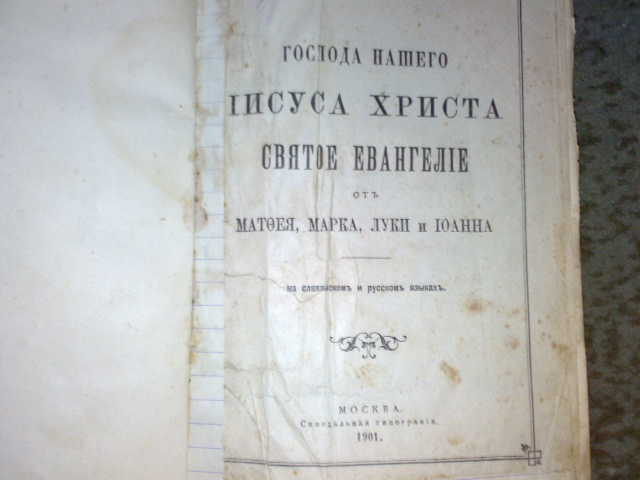 ГОСПОДА НАШЕГО
ІИСУСА ХРИСТА
СВЯТОЕ ЕВАНГЕЛІЕ
ОТЪ
МАТѲЕЯ, МАРКА, ЛУКИ и ІОАННА
на славянскомъ и русскомъ языкахъ.
МОСКВА.
Синодальная типографія.
1901.